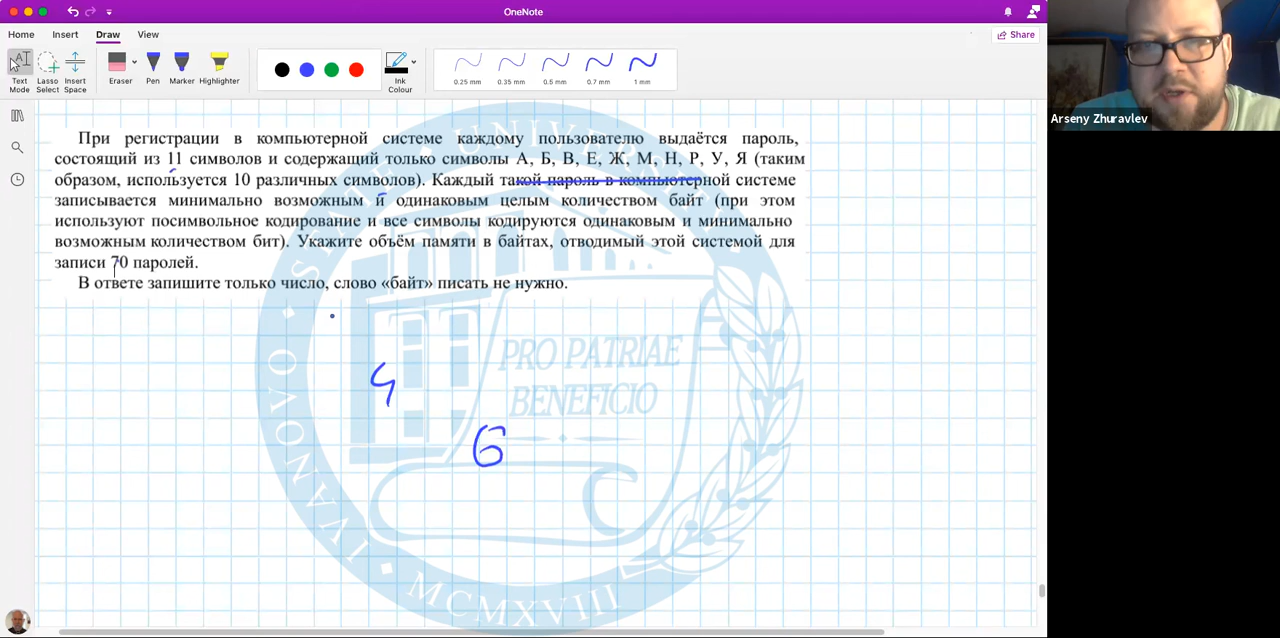 OneNote
Home Insert Draw View
Share
Text Mode
Lasso Select
Insert Space
Eraser
Pen
Marker
Highlighter
Ink Colour
0.25 mm
0.35 mm
0.5 mm
0.7 mm
1 mm
Arseny Zhuravlev
При регистрации в компьютерной системе каждому пользователю выдаётся пароль,
состоящий из 11 символов и содержащий только символы А, Б, В, Е, Ж, М, Н, Р, У, Я (таким
образом, используется 10 различных символов). Каждый такой пароль в компьютерной системе
записывается минимально возможным и одинаковым целым количеством байт (при этом
используют посимвольное кодирование и все символы кодируются одинаковым и минимально
возможным количеством бит). Укажите объём памяти в байтах, отводимый этой системой для
записи 70 паролей.
В ответе запишите только число, слово «байт» писать не нужно.
4
6
STATE UNIVERSITY
IVANOVO
PRO PATRIAE
BENEFICIO
MCMXVIII